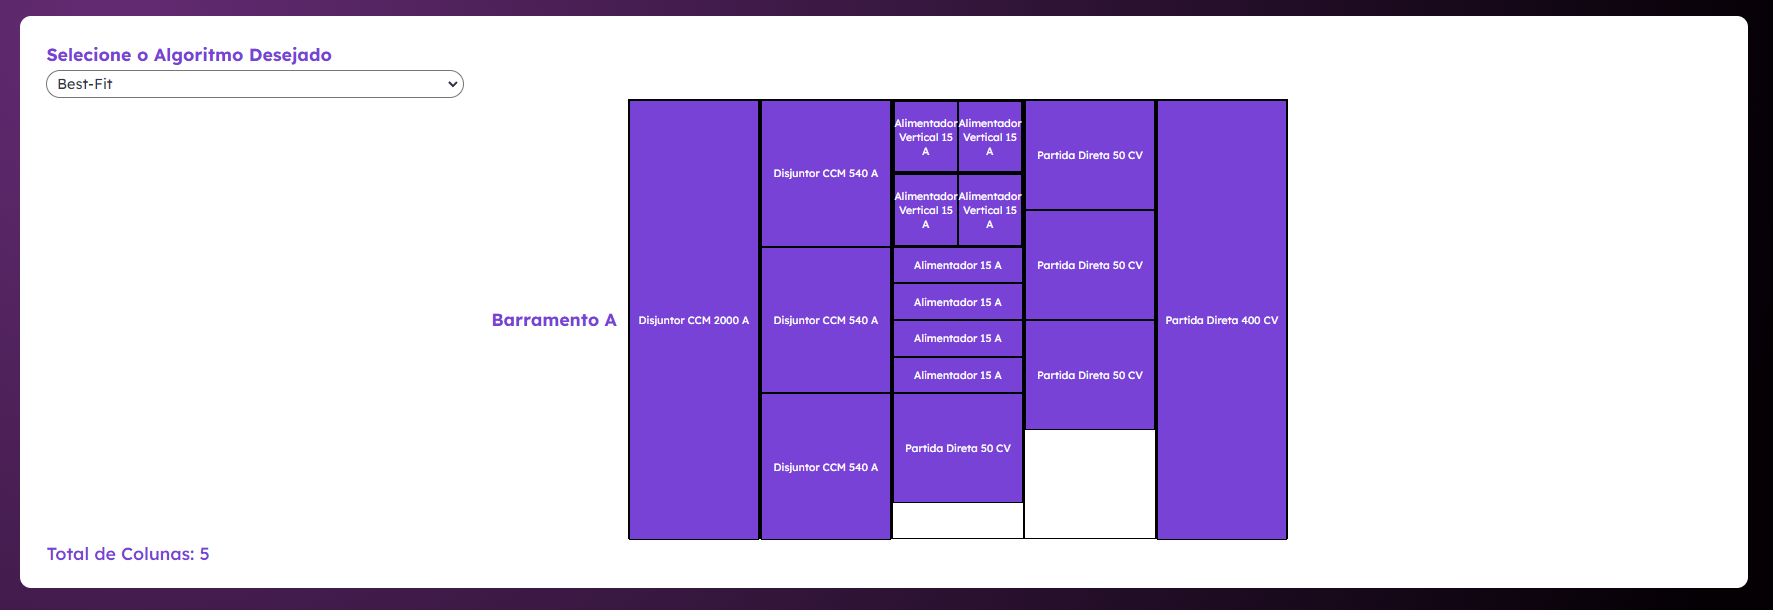 Selecione o Algoritmo Desejado
Best-Fit
Barramento A
Disjuntor CCM 2000 A
Disjuntor CCM 540 A
Disjuntor CCM 540 A
Disjuntor CCM 540 A
Alimentador
Vertical 15
A
Alimentador
Vertical 15
A
Alimentador
Vertical 15
A
Alimentador
Vertical 15
A
Alimentador 15 A
Alimentador 15 A
Alimentador 15 A
Alimentador 15 A
Partida Direta 50 CV
Partida Direta 50 CV
Partida Direta 50 CV
Partida Direta 50 CV
Partida Direta 400 CV
Total de Colunas: 5